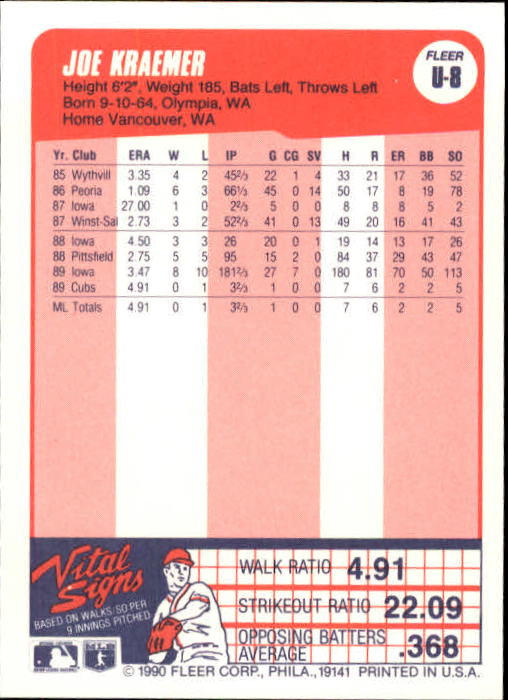 JOE KRAEMER
FLEER
U-8
Height 6'2", Weight 185, Bats Left, Throws Left
Born 9-10-64, Olympia, WA
Home Vancouver, WA
Yr. Club ERA W L IP G CG SV H R ER BB SO
85 Wythvill 3.35 4 2 45⅔ 22 1 4 33 21 17 36 52
86 Peoria 1.09 6 3 66⅓ 45 0 14 50 17 8 19 78
87 Iowa 27.00 1 0 2⅔ 5 0 0 8 8 8 5 2
87 Winst-Sal 2.73 3 2 52⅔ 41 0 13 49 20 16 41 43
88 Iowa 4.50 3 3 26 20 0 1 19 14 13 17 26
88 Pittsfield 2.75 5 5 95 15 2 0 84 37 29 43 47
89 Iowa 3.47 8 10 181⅔ 27 7 0 180 81 70 50 113
89 Cubs 4.91 0 1 3⅔ 1 0 0 7 6 2 2 5
ML Totals 4.91 0 1 3⅔ 1 0 0 7 6 2 2 5
Vital
Signs
BASED ON WALKS/SO PER
9 INNINGS PITCHED
WALK RATIO 4.91
STRIKEOUT RATIO 22.09
OPPOSING BATTERS
AVERAGE .368
© 1990 FLEER CORP., PHILA., 19141 PRINTED IN U.S.A.